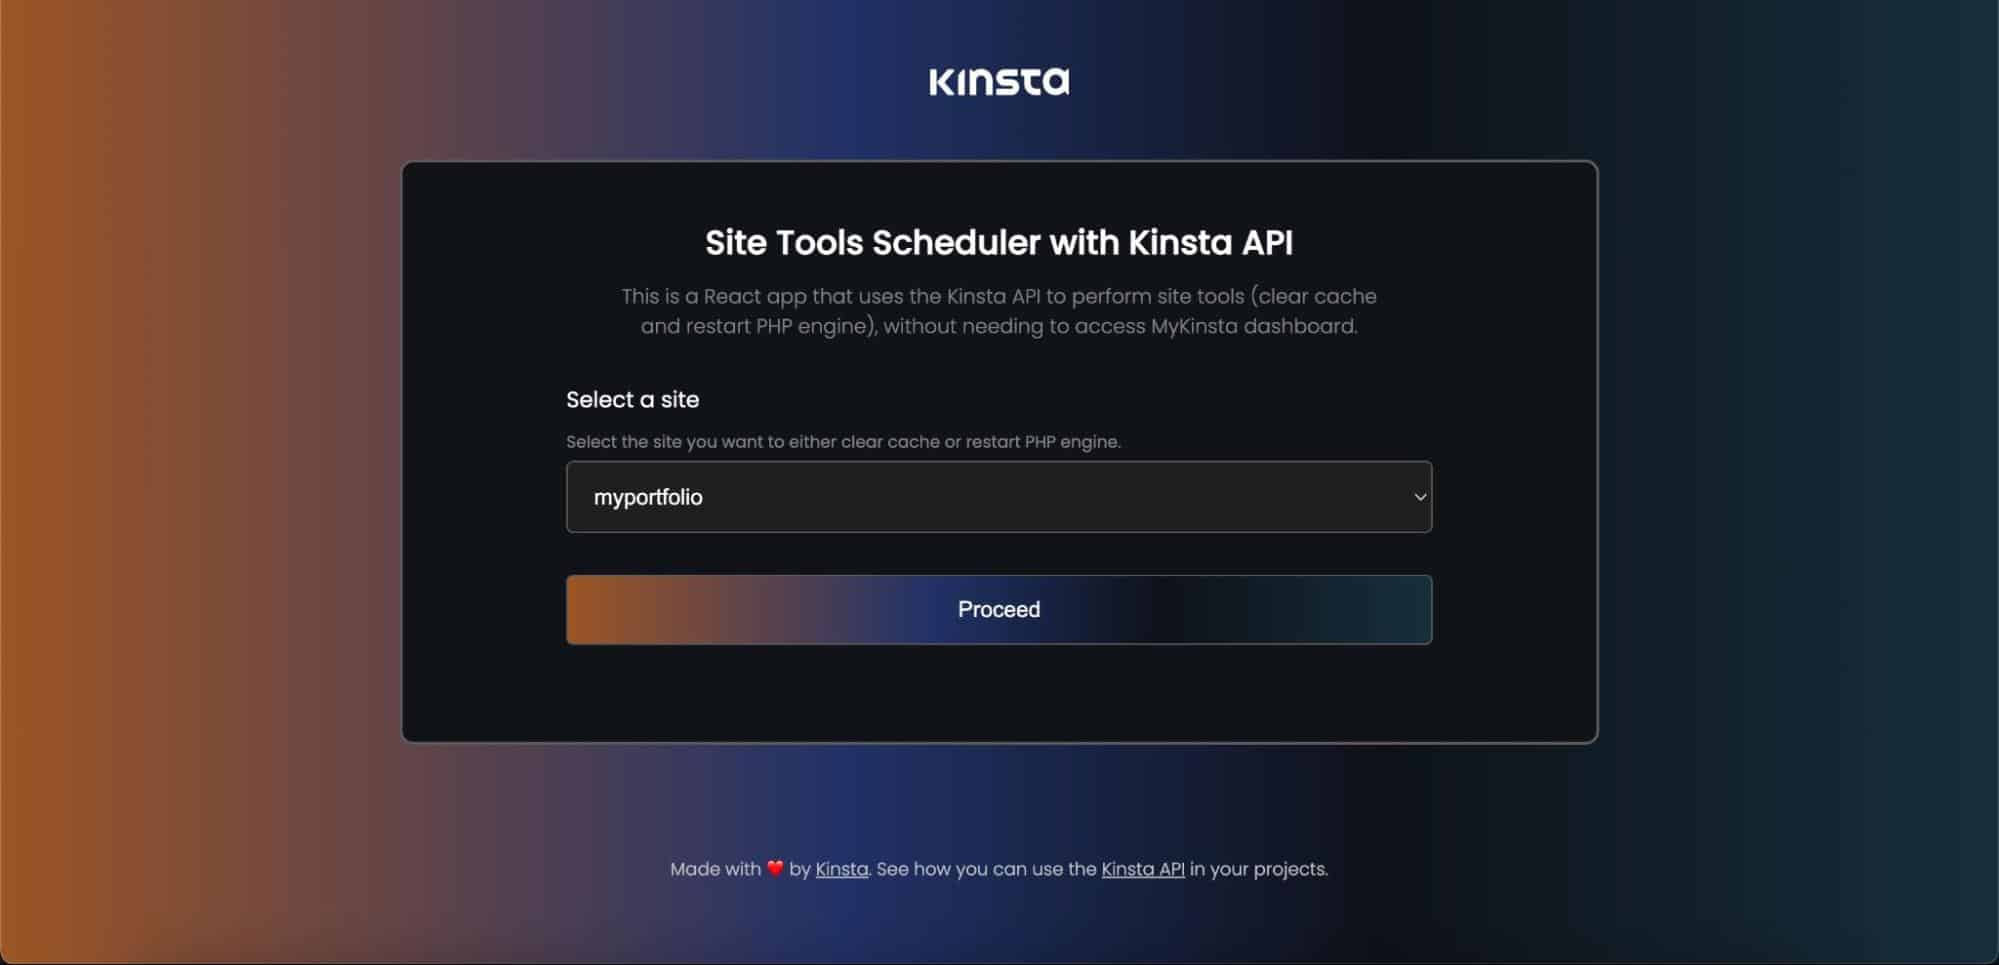 Kinsta
Site Tools Scheduler with Kinsta API
This is a React app that uses the Kinsta API to perform site tools (clear cache
and restart PHP engine), without needing to access MyKinsta dashboard.
Select a site
Select the site you want to either clear cache or restart PHP engine.
myportfolio
Proceed
Made with ❤️ by Kinsta. See how you can use the Kinsta API in your projects.